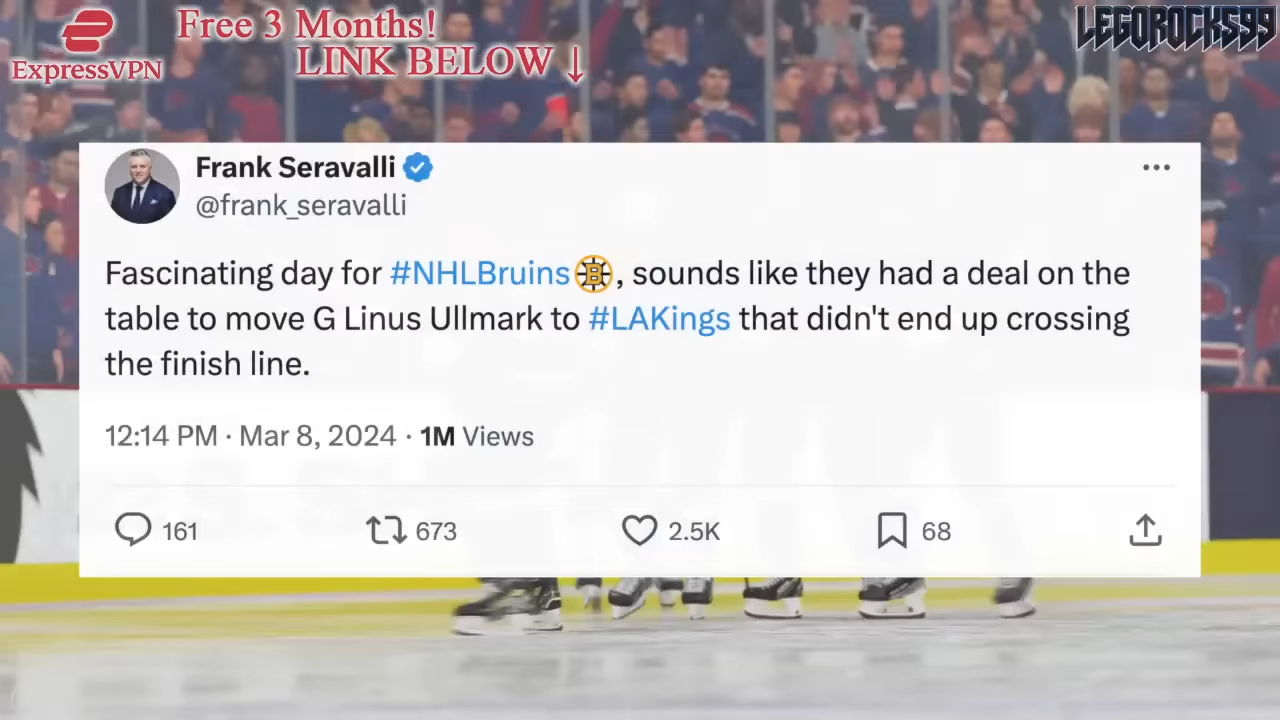 Free 3 Months!
LINK BELOW ↓
ExpressVPN
LEGOROCKS99
Frank Seravalli
@frank_seravalli
Fascinating day for #NHLBruins B, sounds like they had a deal on the
table to move G Linus Ullmark to #LAKings that didn't end up crossing
the finish line.
12:14 PM · Mar 8, 2024 · 1M Views
161 673 2.5K 68